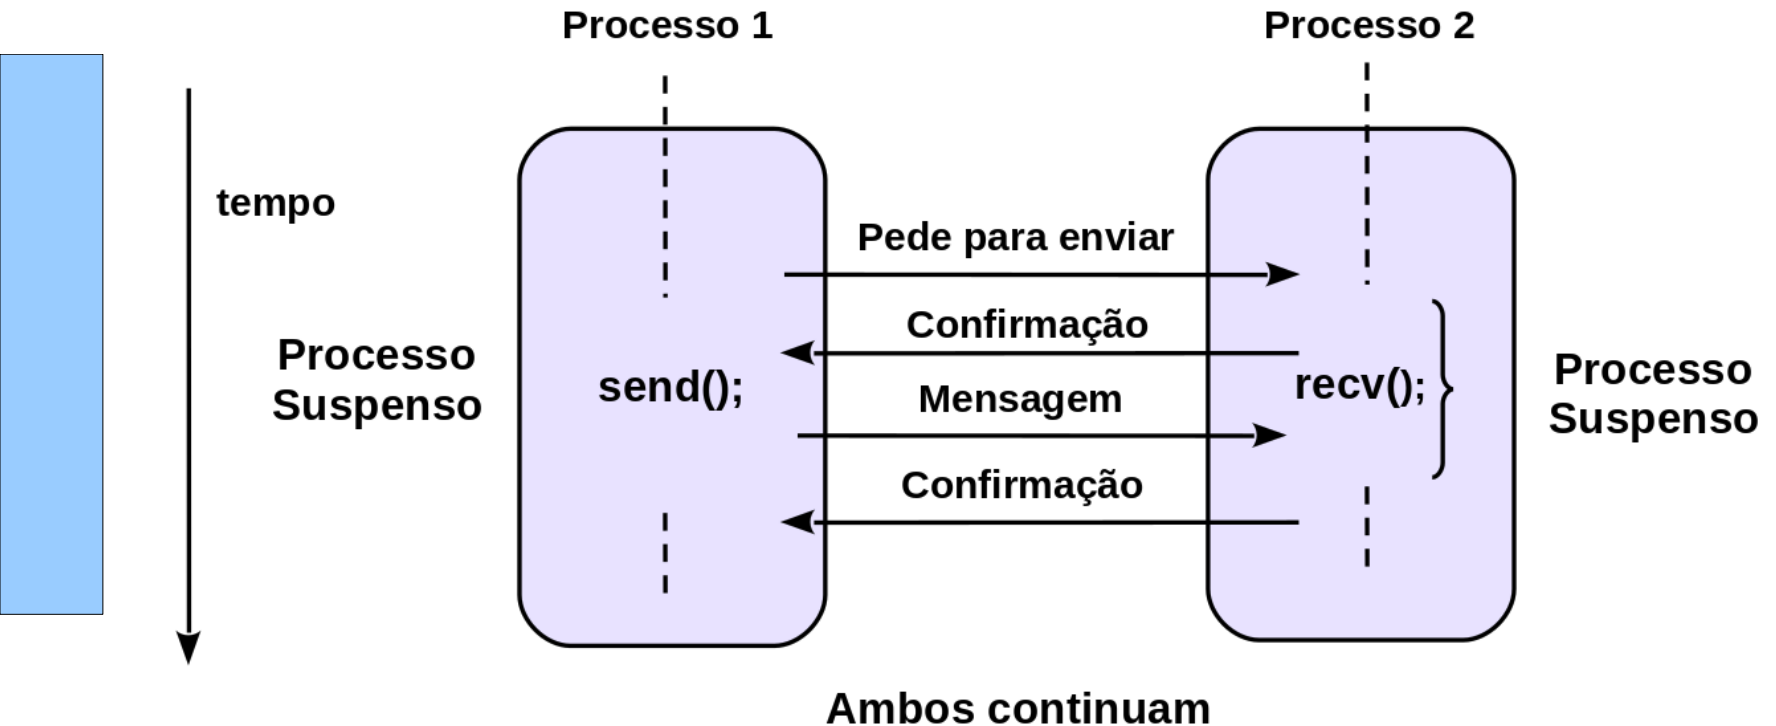 Processo 1
Processo 2
tempo
Pede para enviar
Confirmação
Processo
Suspenso
send();
recv();
Processo
Suspenso
Mensagem
Confirmação
Ambos continuam